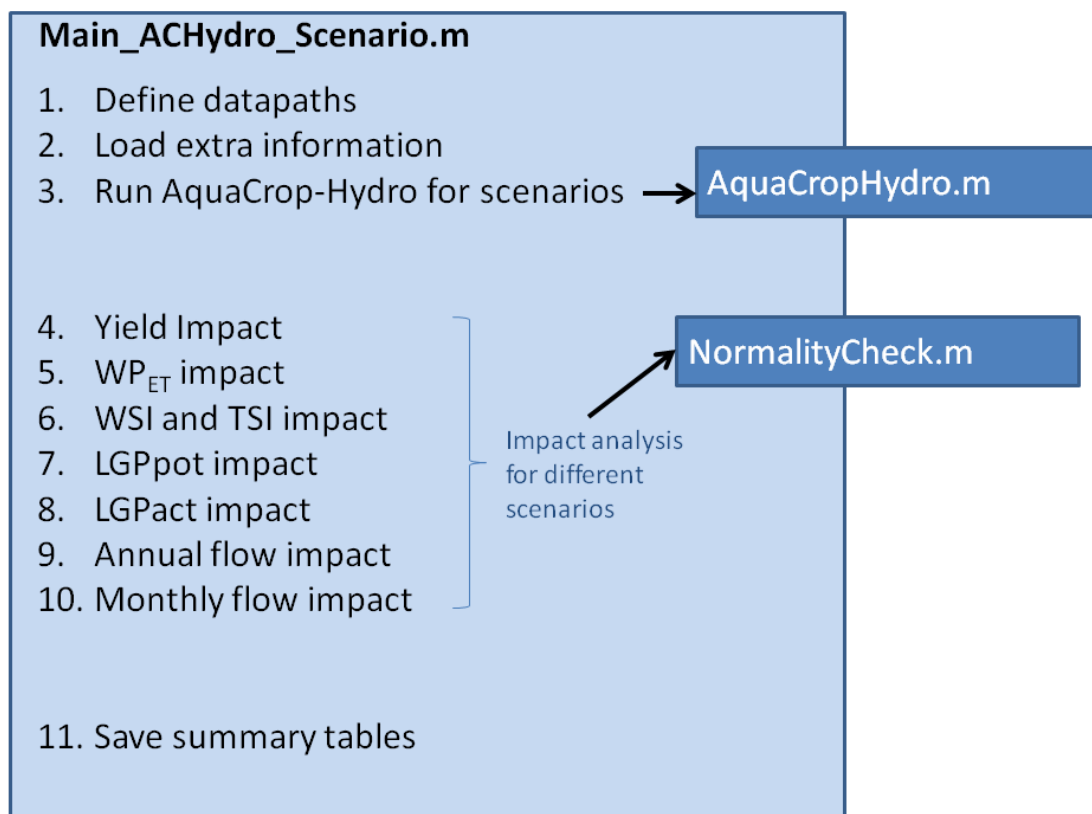 Main_ACHydro_Scenario.m
1. Define datapaths
2. Load extra information
3. Run AquaCrop-Hydro for scenarios
AquaCropHydro.m
4. Yield Impact
5. WPET impact
6. WSI and TSI impact
7. LGPpot impact
8. LGPact impact
9. Annual flow impact
10. Monthly flow impact
NormalityCheck.m
Impact analysis
for different
scenarios
11. Save summary tables